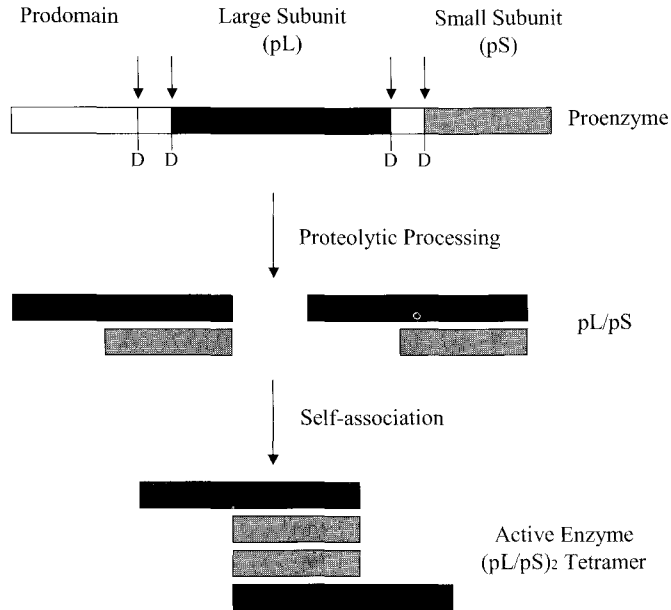 Prodomain
Large Subunit
(pL)
Small Subunit
(pS)
Proenzyme
D D D D
Proteolytic Processing
pL/pS
Self-association
Active Enzyme
(pL/pS)₂ Tetramer